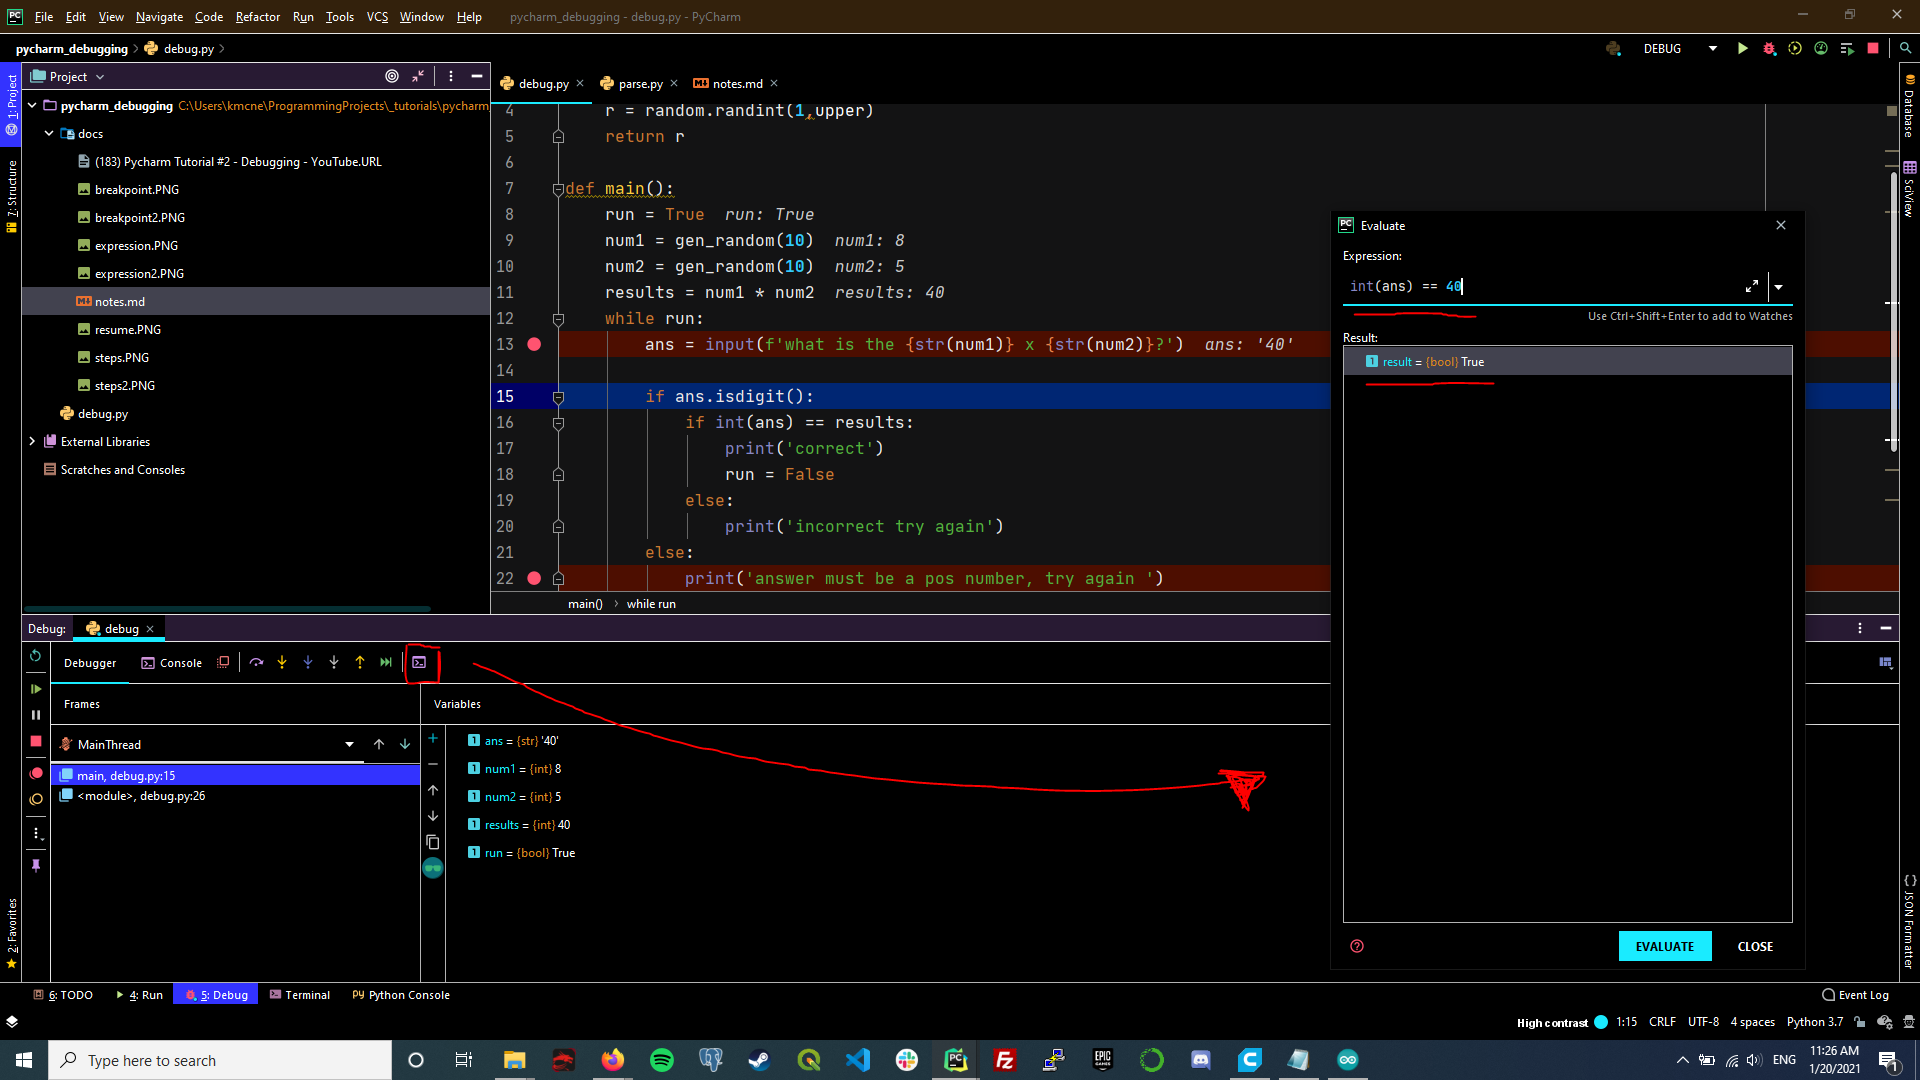 File Edit View Navigate Code Refactor Run Tools VCS Window Help pycharm_debugging - debug.py - PyCharm
pycharm_debugging debug.py DEBUG
Project
1: Project
7: Structure
2: Favorites
pycharm_debugging C:\Users\kmcne\ProgrammingProjects\_tutorials\pycharm
docs
(183) Pycharm Tutorial #2 - Debugging - YouTube.URL
breakpoint.PNG
breakpoint2.PNG
expression.PNG
expression2.PNG
notes.md
resume.PNG
steps.PNG
steps2.PNG
debug.py
External Libraries
Scratches and Consoles
debug.py parse.py notes.md
4 r = random.randint(1,upper)
5 return r
6
7 def main():
8 run = True run: True
9 num1 = gen_random(10) num1: 8
10 num2 = gen_random(10) num2: 5
11 results = num1 * num2 results: 40
12 while run:
13 ans = input(f'what is the {str(num1)} x {str(num2)}?') ans: '40'
14
15 if ans.isdigit():
16 if int(ans) == results:
17 print('correct')
18 run = False
19 else:
20 print('incorrect try again')
21 else:
22 print('answer must be a pos number, try again ')
main() while run
Evaluate
Expression:
int(ans) == 40
Use Ctrl+Shift+Enter to add to Watches
Result:
result = {bool} True
EVALUATE CLOSE
Database
SciView
JSON Formatter
Debug: debug
Debugger Console
Frames Variables
MainThread
main, debug.py:15
<module>, debug.py:26
ans = {str} '40'
num1 = {int} 8
num2 = {int} 5
results = {int} 40
run = {bool} True
6: TODO 4: Run 5: Debug Terminal Python Console Event Log
High contrast 1:15 CRLF UTF-8 4 spaces Python 3.7
Type here to search
ENG
11:26 AM
1/20/2021
1